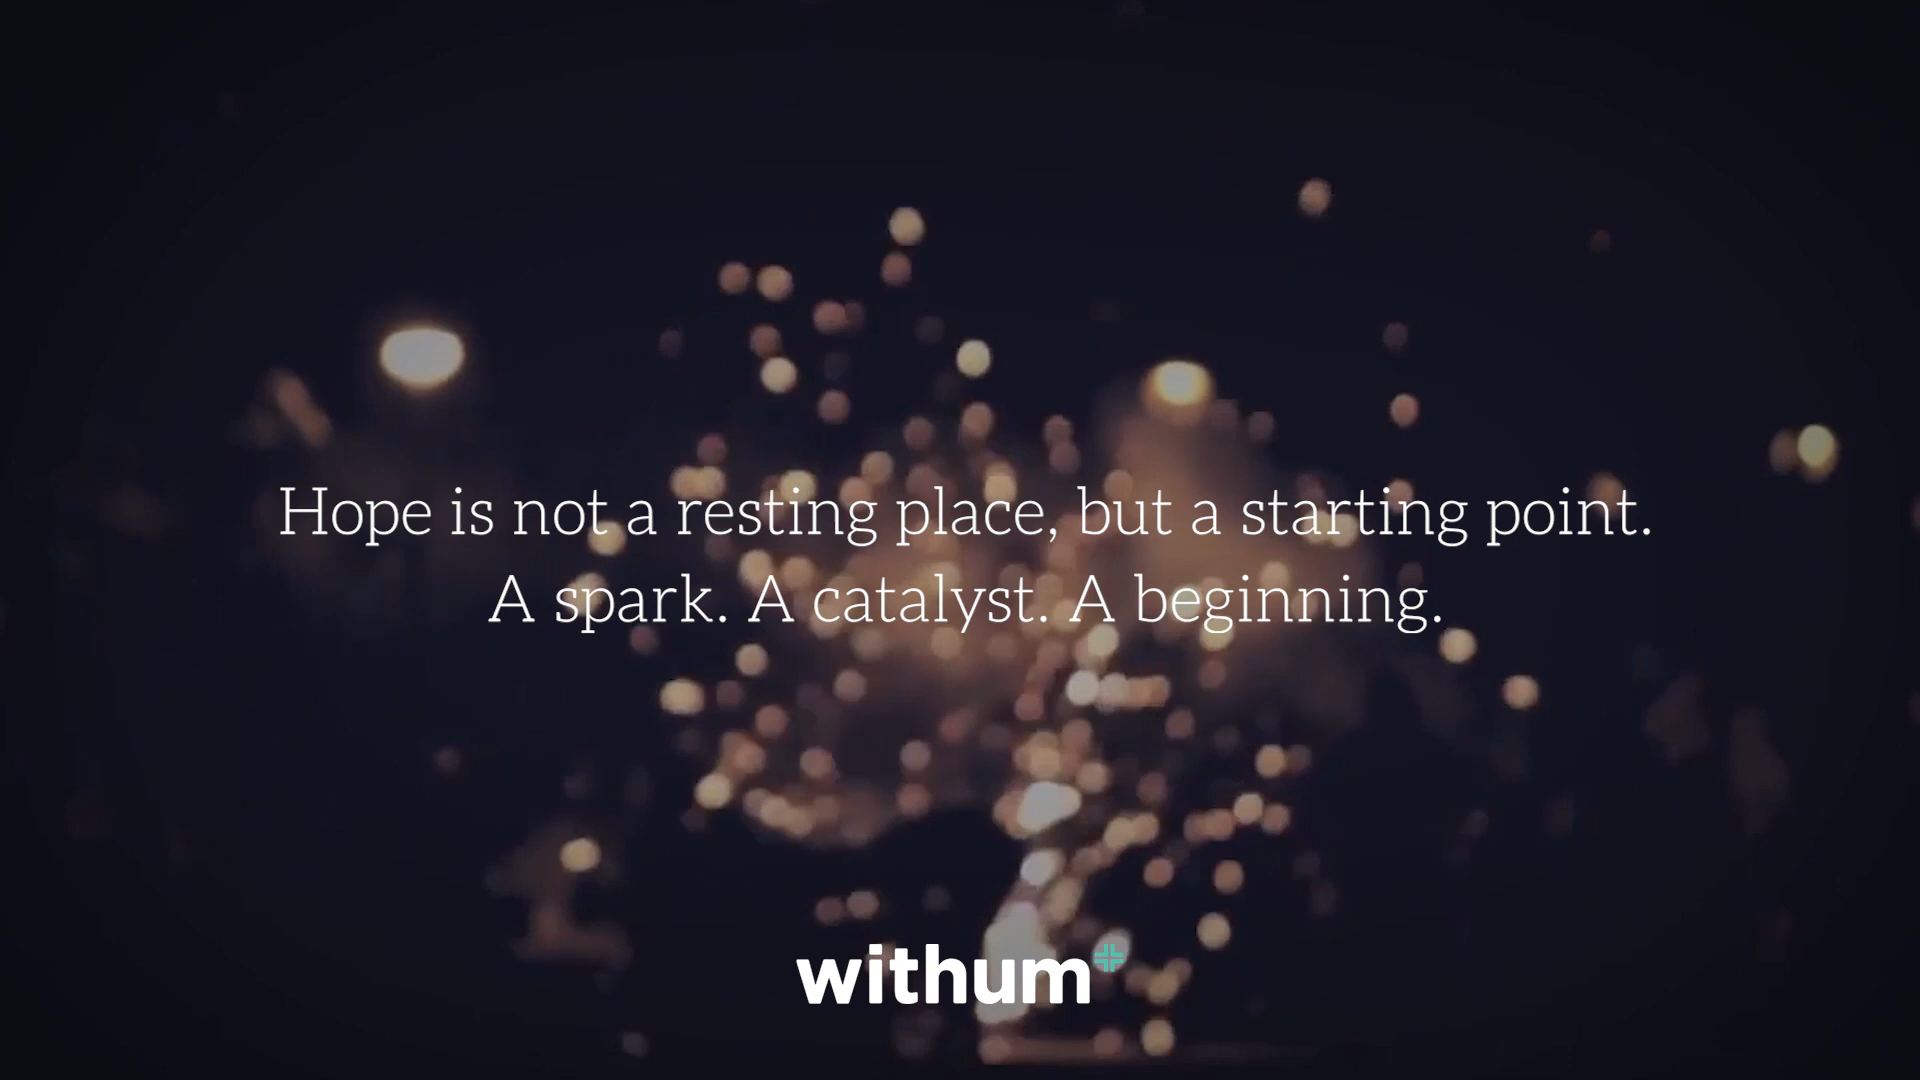 Hope is not a resting place, but a starting point.
A spark. A catalyst. A beginning.
withum